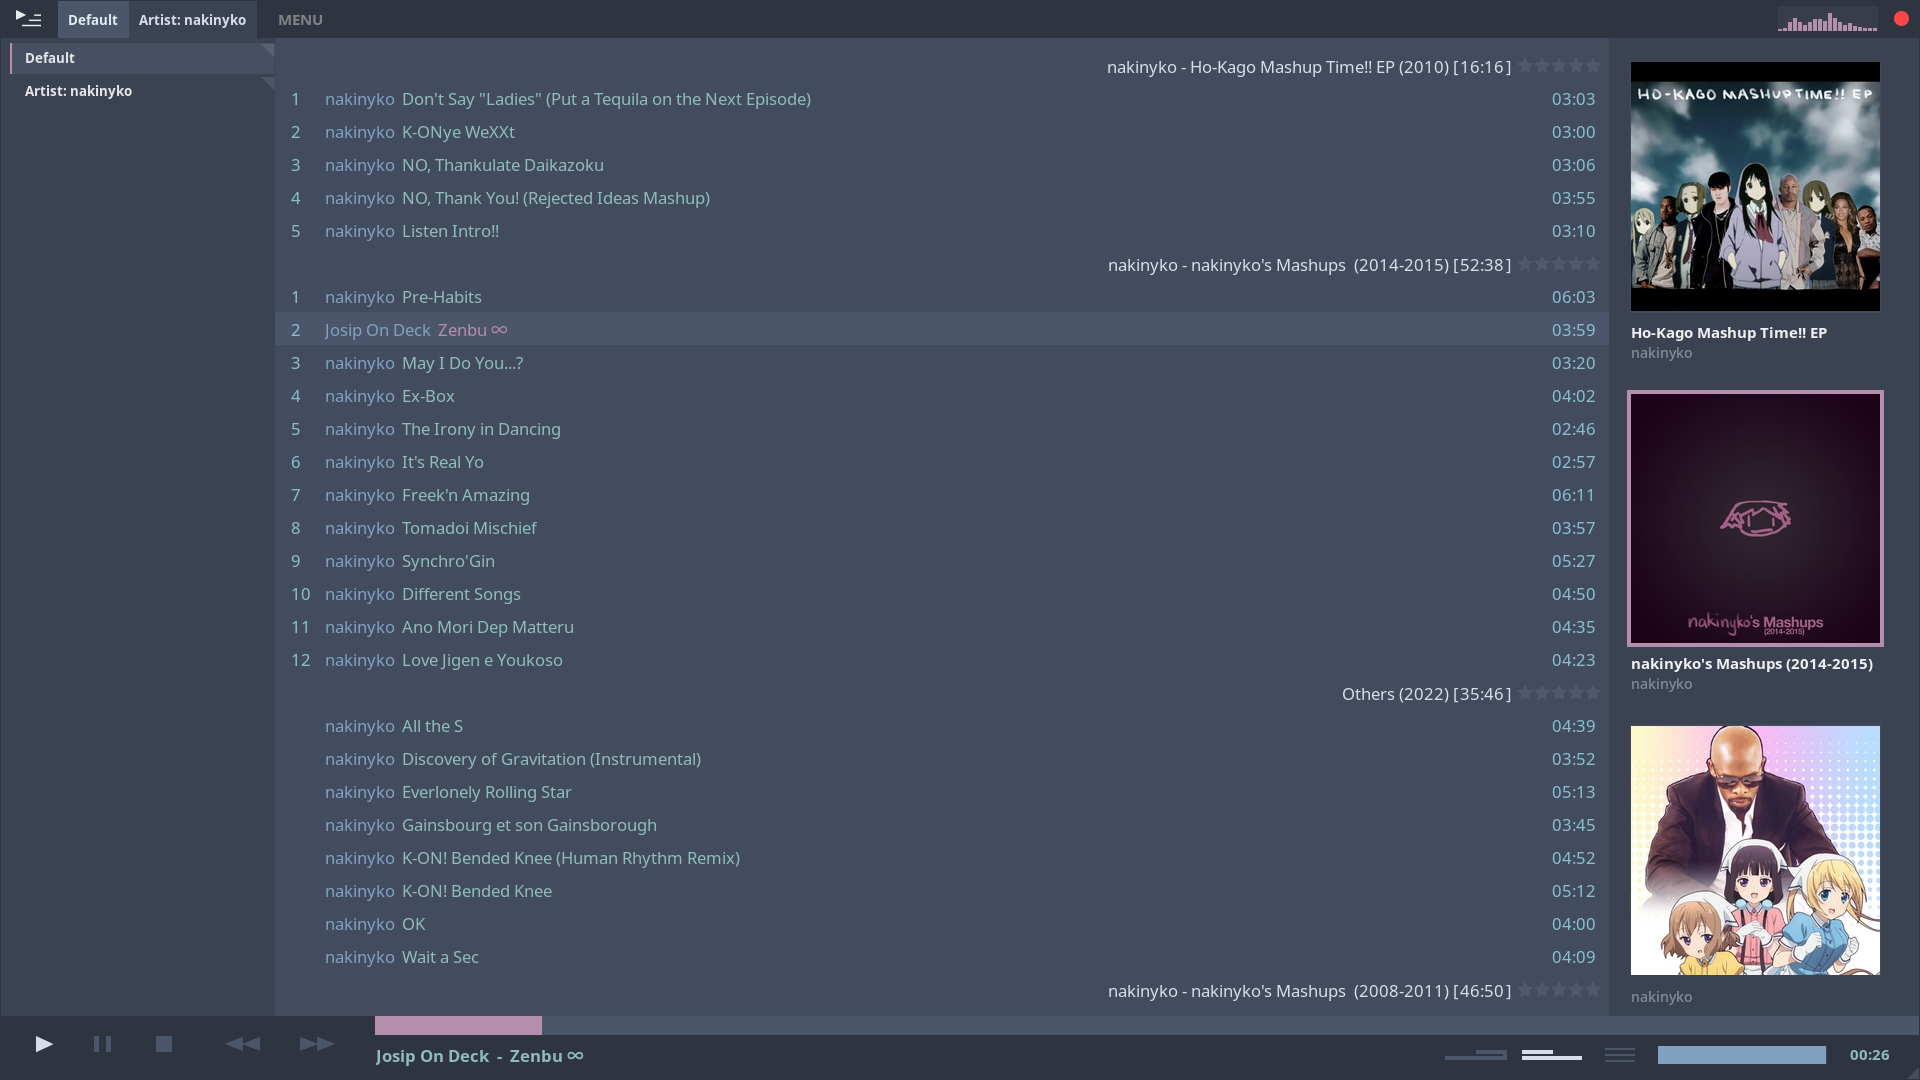 Default
Artist: nakinyko
MENU
Default
Artist: nakinyko
nakinyko - Ho-Kago Mashup Time!! EP (2010) [16:16]
1 nakinyko Don't Say "Ladies" (Put a Tequila on the Next Episode) 03:03
2 nakinyko K-ONye WeXXt 03:00
3 nakinyko NO, Thankulate Daikazoku 03:06
4 nakinyko NO, Thank You! (Rejected Ideas Mashup) 03:55
5 nakinyko Listen Intro!! 03:10
nakinyko - nakinyko's Mashups (2014-2015) [52:38]
1 nakinyko Pre-Habits 06:03
2 Josip On Deck Zenbu ∞ 03:59
3 nakinyko May I Do You...? 03:20
4 nakinyko Ex-Box 04:02
5 nakinyko The Irony in Dancing 02:46
6 nakinyko It's Real Yo 02:57
7 nakinyko Freek'n Amazing 06:11
8 nakinyko Tomadoi Mischief 03:57
9 nakinyko Synchro'Gin 05:27
10 nakinyko Different Songs 04:50
11 nakinyko Ano Mori Dep Matteru 04:35
12 nakinyko Love Jigen e Youkoso 04:23
Others (2022) [35:46]
nakinyko All the S 04:39
nakinyko Discovery of Gravitation (Instrumental) 03:52
nakinyko Everlonely Rolling Star 05:13
nakinyko Gainsbourg et son Gainsborough 03:45
nakinyko K-ON! Bended Knee (Human Rhythm Remix) 04:52
nakinyko K-ON! Bended Knee 05:12
nakinyko OK 04:00
nakinyko Wait a Sec 04:09
nakinyko - nakinyko's Mashups (2008-2011) [46:50]
HO-KAGO MASHUP TIME!! EP
Ho-Kago Mashup Time!! EP
nakinyko
nakinyko's Mashups
(2014-2015)
nakinyko's Mashups (2014-2015)
nakinyko
nakinyko
Josip On Deck - Zenbu ∞
00:26